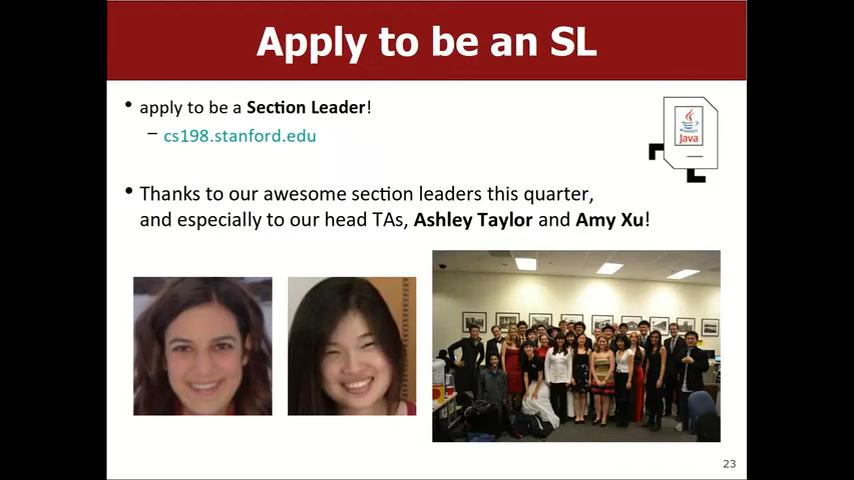 Apply to be an SL
• apply to be a Section Leader!
– cs198.stanford.edu
Java
• Thanks to our awesome section leaders this quarter,
and especially to our head TAs, Ashley Taylor and Amy Xu!
23